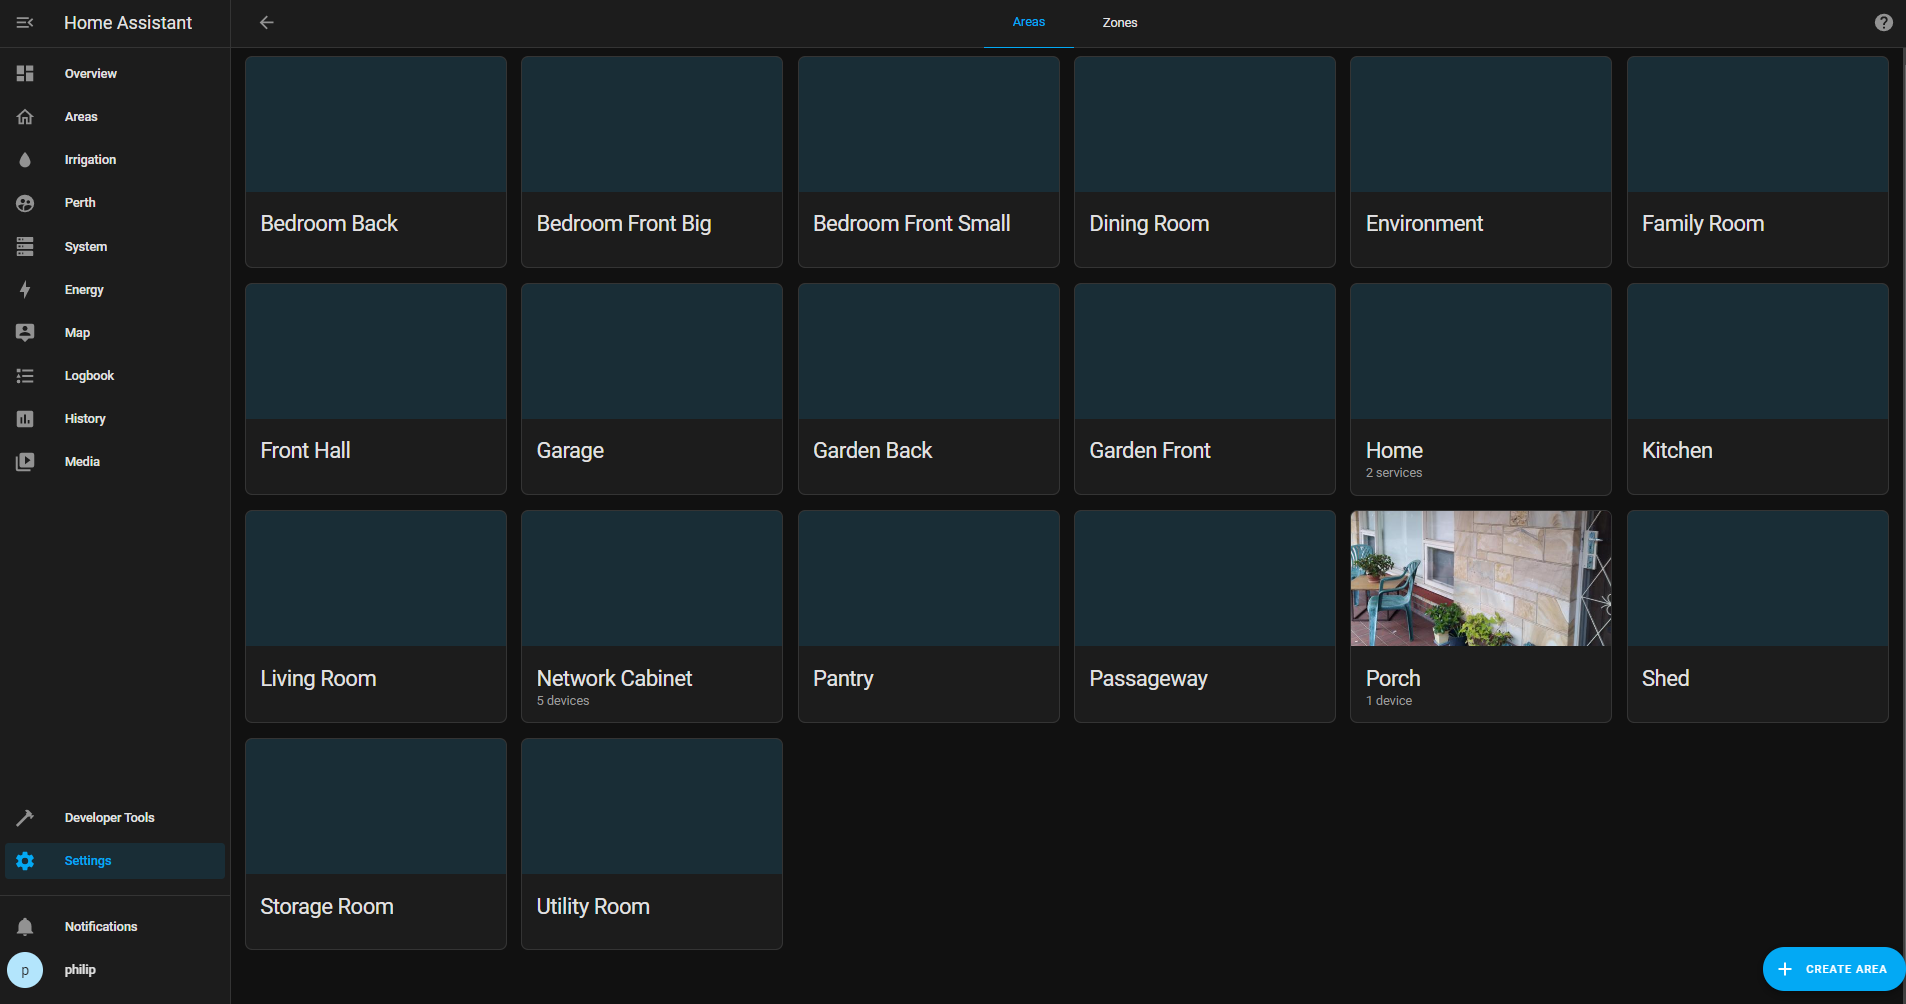 Home Assistant
Areas
Zones
Overview
Areas
Irrigation
Perth
System
Energy
Map
Logbook
History
Media
Developer Tools
Settings
Notifications
p
philip
Bedroom Back
Bedroom Front Big
Bedroom Front Small
Dining Room
Environment
Family Room
Front Hall
Garage
Garden Back
Garden Front
Home
2 services
Kitchen
Living Room
Network Cabinet
5 devices
Pantry
Passageway
Porch
1 device
Shed
Storage Room
Utility Room
CREATE AREA